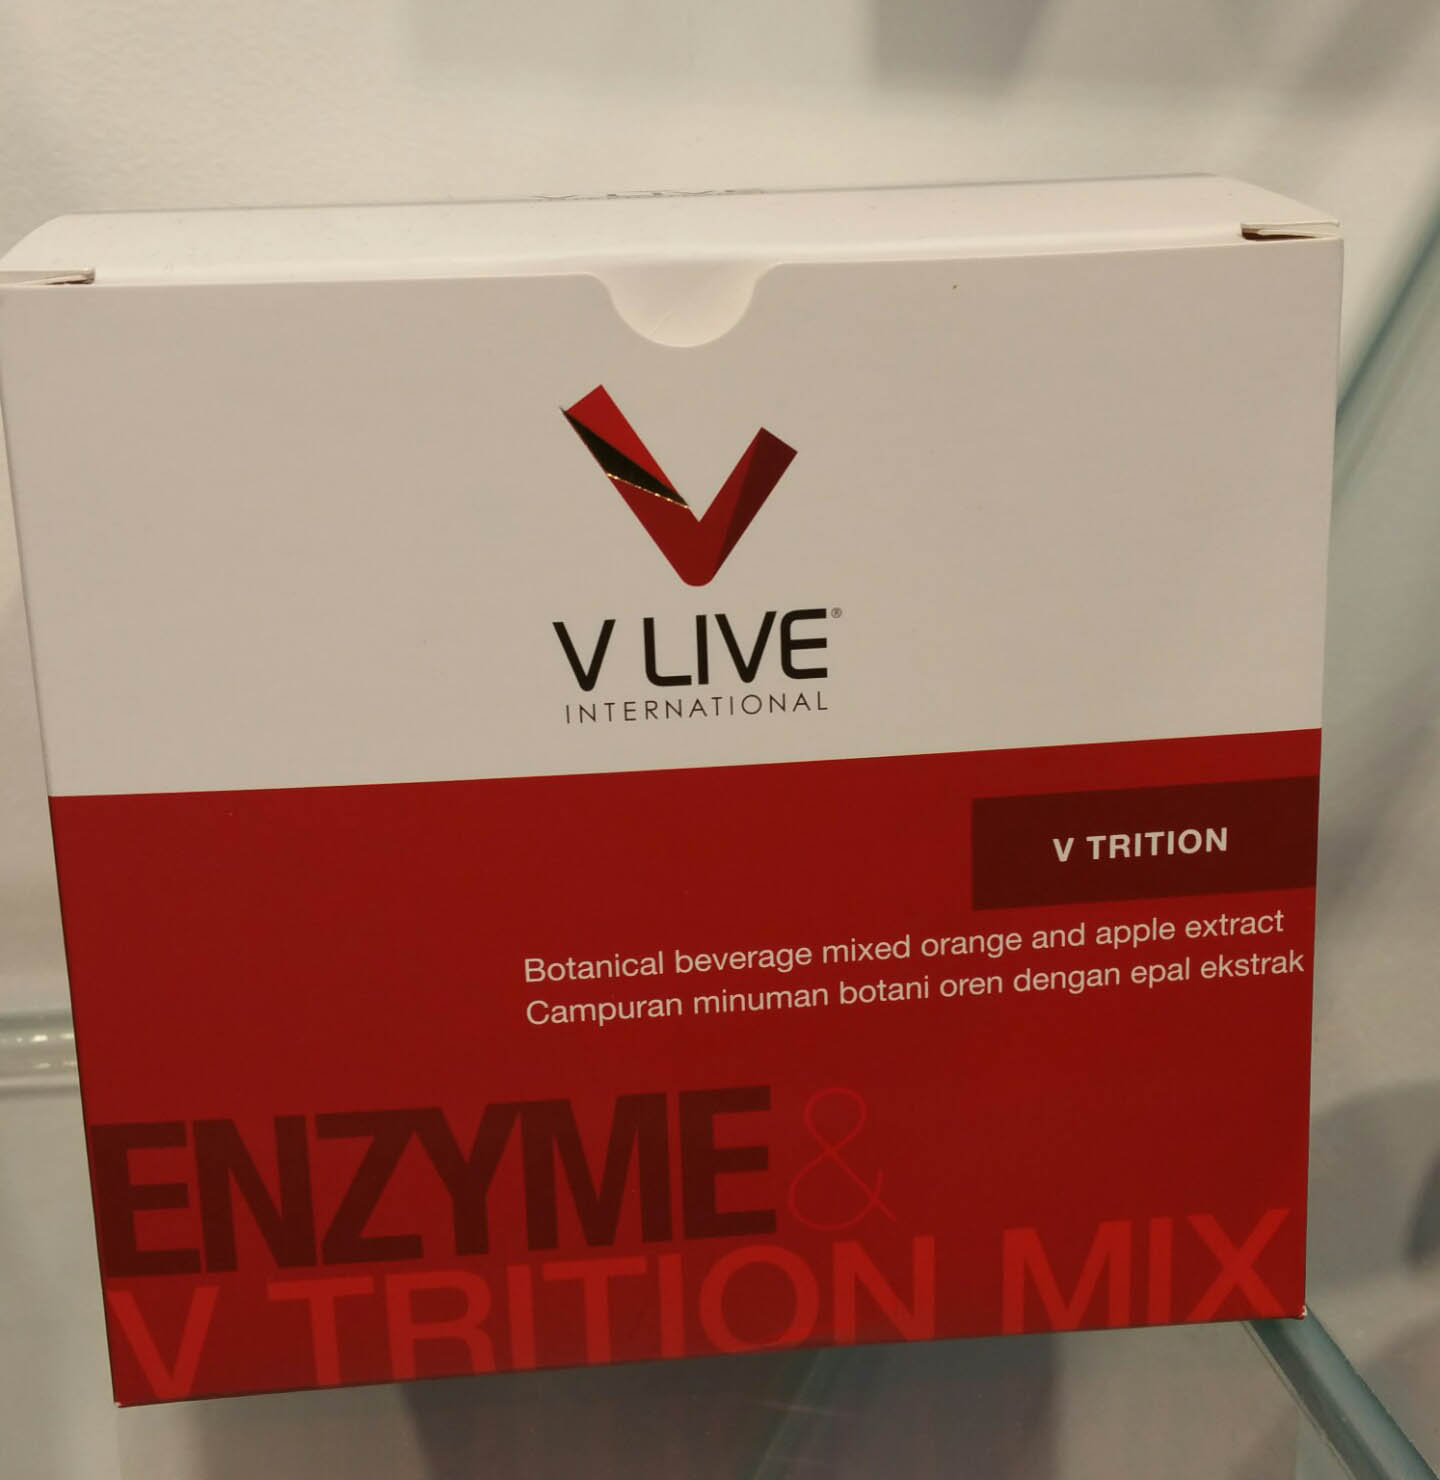 V LIVE®
INTERNATIONAL
V TRITION
Botanical beverage mixed orange and apple extract
Campuran minuman botani oren dengan epal ekstrak
ENZYME &
V TRITION MIX